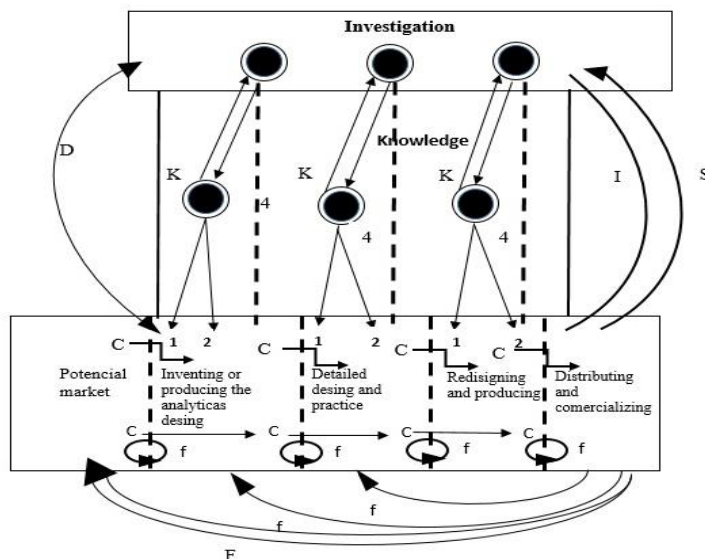 Investigation
D
Knowledge
K
K
K
I
S
4
4
4
C
1
2
C
1
2
C
1
C
2
Potencial
market
Inventing or
producing the
analyticas
desing
Detailed
desing and
practice
Redisigning
and producing
Distributing
and
comercializing
C
C
C
C
f
f
f
f
f
f
F